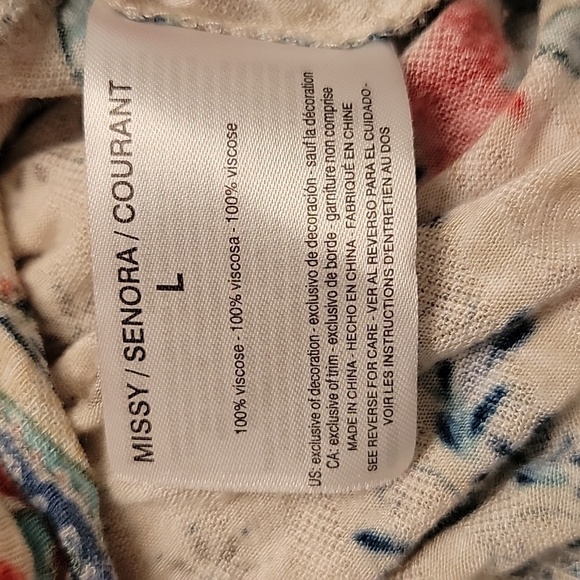 MISSY / SENORA / COURANT
L
100% viscose - 100% viscosa - 100% viscose
US: exclusive of decoration - exclusivo de decoración - sauf la décoration
CA: exclusive of trim - exclusivo de borde - garniture non comprise
MADE IN CHINA - HECHO EN CHINA - FABRIQUÉ EN CHINE
SEE REVERSE FOR CARE - VER AL REVERSO PARA EL CUIDADO -
VOIR LES INSTRUCTIONS D'ENTRETIEN AU DOS